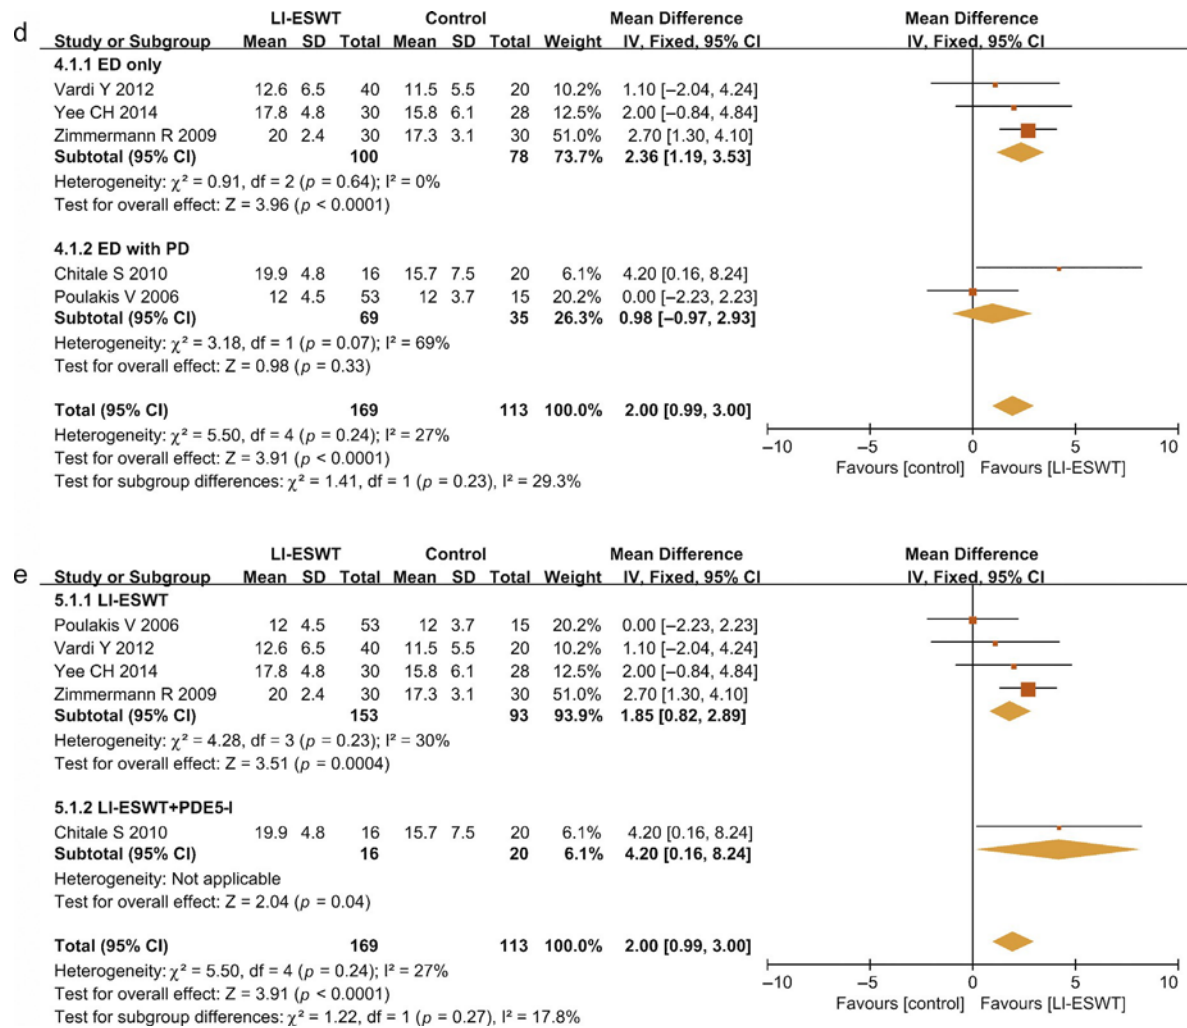 d
LI-ESWT Control Mean Difference Mean Difference
Study or Subgroup Mean SD Total Mean SD Total Weight IV, Fixed, 95% CI IV, Fixed, 95% CI
4.1.1 ED only
Vardi Y 2012 12.6 6.5 40 11.5 5.5 20 10.2% 1.10 [−2.04, 4.24]
Yee CH 2014 17.8 4.8 30 15.8 6.1 28 12.5% 2.00 [−0.84, 4.84]
Zimmermann R 2009 20 2.4 30 17.3 3.1 30 51.0% 2.70 [1.30, 4.10]
Subtotal (95% CI) 100 78 73.7% 2.36 [1.19, 3.53]
Heterogeneity: χ² = 0.91, df = 2 (p = 0.64); I² = 0%
Test for overall effect: Z = 3.96 (p < 0.0001)
4.1.2 ED with PD
Chitale S 2010 19.9 4.8 16 15.7 7.5 20 6.1% 4.20 [0.16, 8.24]
Poulakis V 2006 12 4.5 53 12 3.7 15 20.2% 0.00 [−2.23, 2.23]
Subtotal (95% CI) 69 35 26.3% 0.98 [−0.97, 2.93]
Heterogeneity: χ² = 3.18, df = 1 (p = 0.07); I² = 69%
Test for overall effect: Z = 0.98 (p = 0.33)
Total (95% CI) 169 113 100.0% 2.00 [0.99, 3.00]
Heterogeneity: χ² = 5.50, df = 4 (p = 0.24); I² = 27%
Test for overall effect: Z = 3.91 (p < 0.0001)
Test for subgroup differences: χ² = 1.41, df = 1 (p = 0.23), I² = 29.3%
−10 −5 0 5 10
Favours [control] Favours [LI-ESWT]
e
LI-ESWT Control Mean Difference Mean Difference
Study or Subgroup Mean SD Total Mean SD Total Weight IV, Fixed, 95% CI IV, Fixed, 95% CI
5.1.1 LI-ESWT
Poulakis V 2006 12 4.5 53 12 3.7 15 20.2% 0.00 [−2.23, 2.23]
Vardi Y 2012 12.6 6.5 40 11.5 5.5 20 10.2% 1.10 [−2.04, 4.24]
Yee CH 2014 17.8 4.8 30 15.8 6.1 28 12.5% 2.00 [−0.84, 4.84]
Zimmermann R 2009 20 2.4 30 17.3 3.1 30 51.0% 2.70 [1.30, 4.10]
Subtotal (95% CI) 153 93 93.9% 1.85 [0.82, 2.89]
Heterogeneity: χ² = 4.28, df = 3 (p = 0.23); I² = 30%
Test for overall effect: Z = 3.51 (p = 0.0004)
5.1.2 LI-ESWT+PDE5-I
Chitale S 2010 19.9 4.8 16 15.7 7.5 20 6.1% 4.20 [0.16, 8.24]
Subtotal (95% CI) 16 20 6.1% 4.20 [0.16, 8.24]
Heterogeneity: Not applicable
Test for overall effect: Z = 2.04 (p = 0.04)
Total (95% CI) 169 113 100.0% 2.00 [0.99, 3.00]
Heterogeneity: χ² = 5.50, df = 4 (p = 0.24); I² = 27%
Test for overall effect: Z = 3.91 (p < 0.0001)
Test for subgroup differences: χ² = 1.22, df = 1 (p = 0.27), I² = 17.8%
−10 −5 0 5 10
Favours [control] Favours [LI-ESWT]